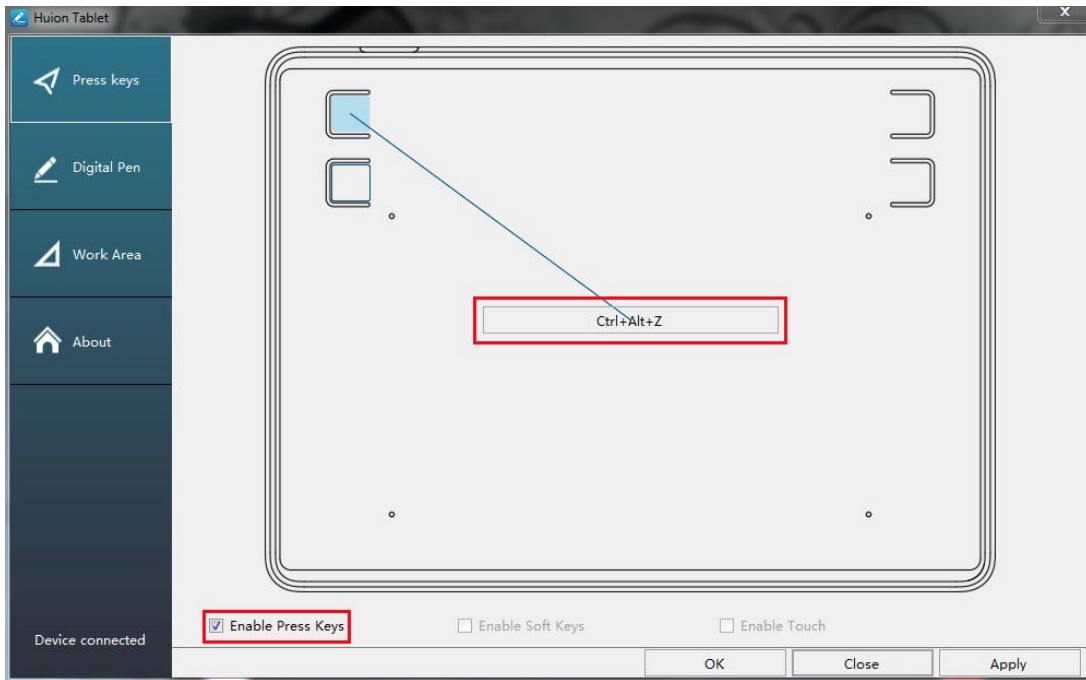 Huion Tablet
x
Press keys
Digital Pen
Work Area
About
Ctrl+Alt+Z
Enable Press Keys
Enable Soft Keys
Enable Touch
Device connected
OK
Close
Apply